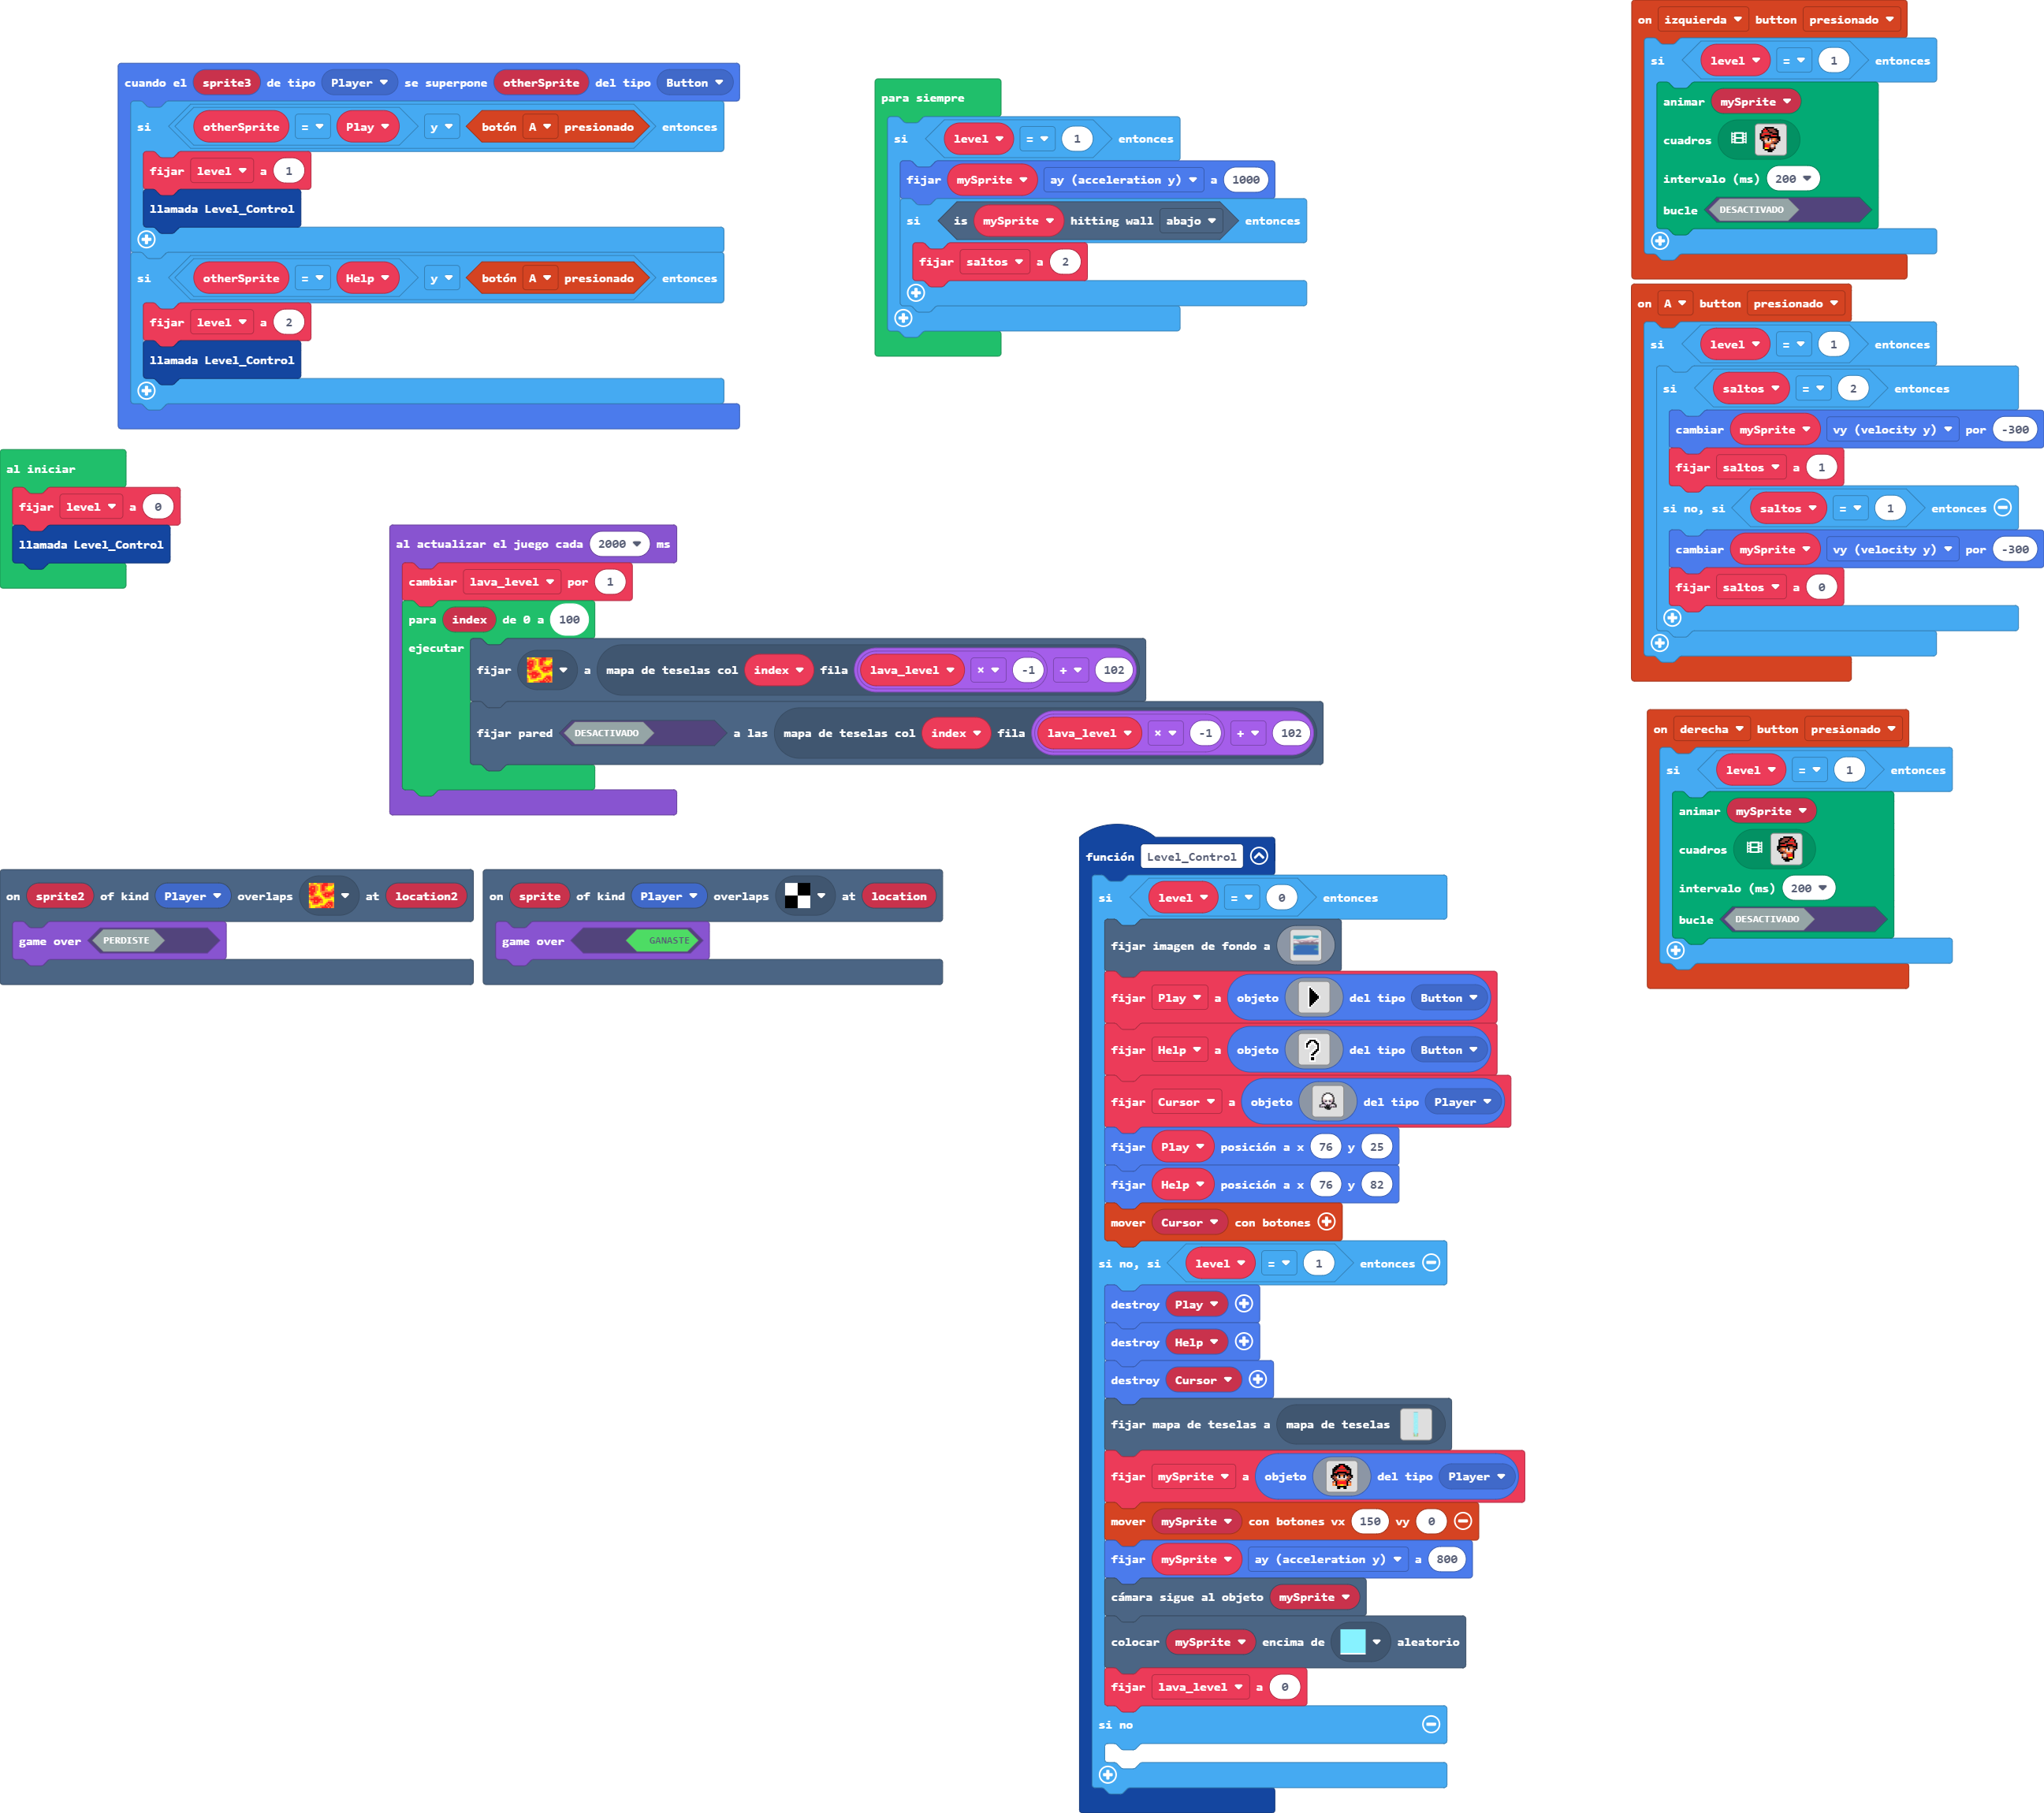 cuando el sprite3 de tipo Player se superpone otherSprite del tipo Button
si otherSprite = Play y botón A presionado entonces
fijar level a 1
llamada Level_Control
si otherSprite = Help y botón A presionado entonces
fijar level a 2
llamada Level_Control
para siempre
si level = 1 entonces
fijar mySprite ay (acceleration y) a 1000
si is mySprite hitting wall abajo entonces
fijar saltos a 2
on izquierda button presionado
si level = 1 entonces
animar mySprite
cuadros
intervalo (ms) 200
bucle DESACTIVADO
on A button presionado
si level = 1 entonces
si saltos = 2 entonces
cambiar mySprite vy (velocity y) por -300
fijar saltos a 1
si no, si saltos = 1 entonces
cambiar mySprite vy (velocity y) por -300
fijar saltos a 0
al iniciar
fijar level a 0
llamada Level_Control
al actualizar el juego cada 2000 ms
cambiar lava_level por 1
para index de 0 a 100
ejecutar
fijar a mapa de teselas col index fila lava_level × -1 + 102
fijar pared DESACTIVADO a las mapa de teselas col index fila lava_level × -1 + 102
on derecha button presionado
si level = 1 entonces
animar mySprite
cuadros
intervalo (ms) 200
bucle DESACTIVADO
on sprite2 of kind Player overlaps at location2
game over PERDISTE
on sprite of kind Player overlaps at location
game over GANASTE
función Level_Control
si level = 0 entonces
fijar imagen de fondo a
fijar Play a objeto del tipo Button
fijar Help a objeto ? del tipo Button
fijar Cursor a objeto del tipo Player
fijar Play posición a x 76 y 25
fijar Help posición a x 76 y 82
mover Cursor con botones
si no, si level = 1 entonces
destroy Play
destroy Help
destroy Cursor
fijar mapa de teselas a mapa de teselas
fijar mySprite a objeto del tipo Player
mover mySprite con botones vx 150 vy 0
fijar mySprite ay (acceleration y) a 800
cámara sigue al objeto mySprite
colocar mySprite encima de aleatorio
fijar lava_level a 0
si no